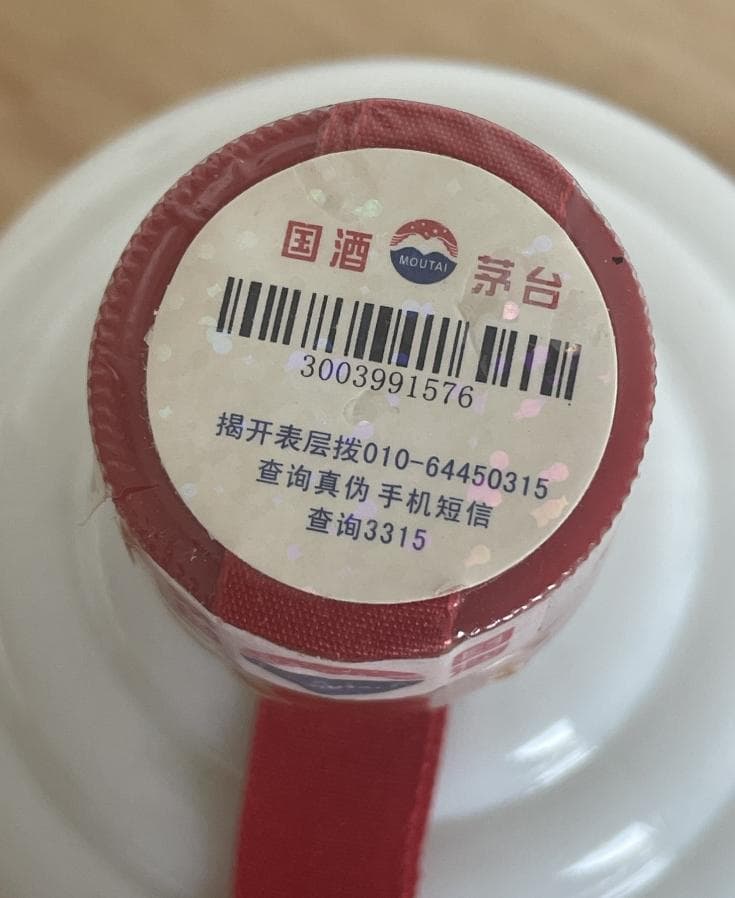 国酒 MOUTAI 茅台
3003991576
揭开表层拨010-64450315
查询真伪 手机短信
查询3315